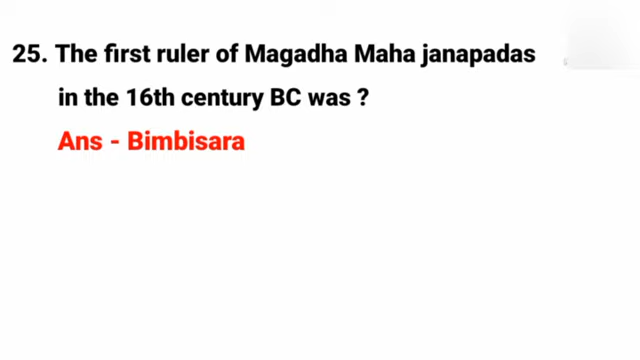 25. The first ruler of Magadha Maha janapadas
in the 16th century BC was ?
Ans - Bimbisara